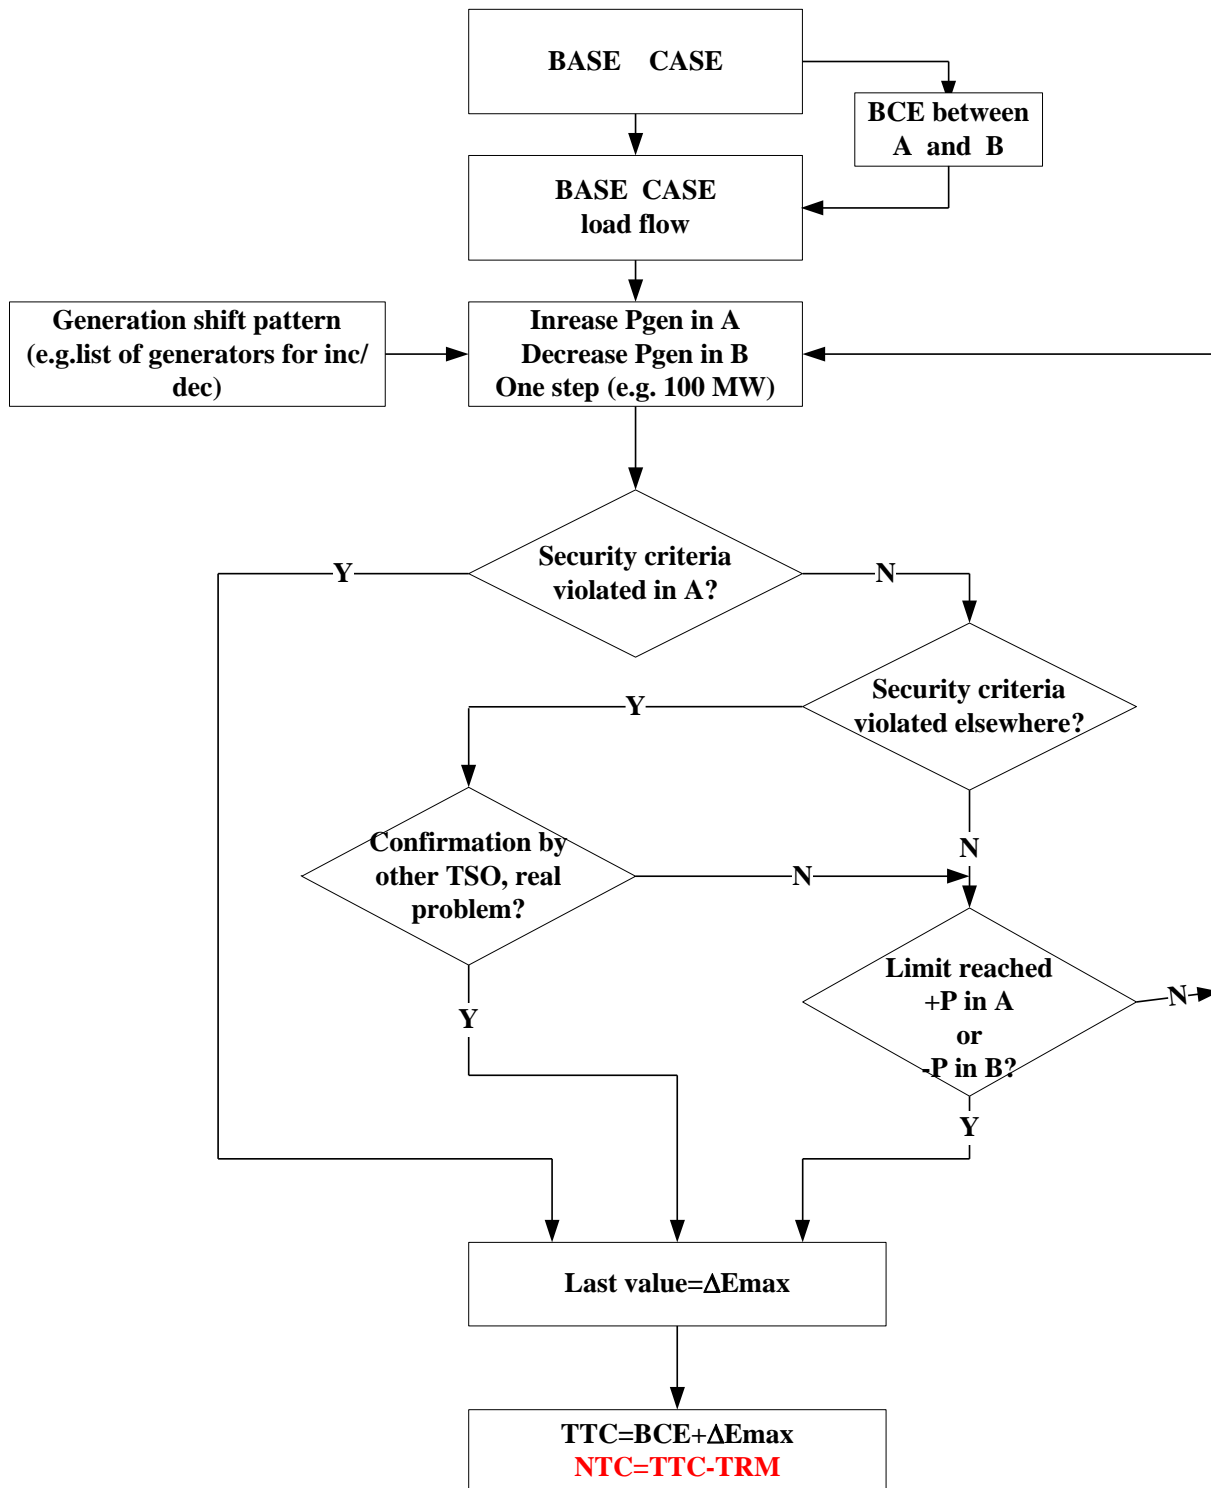 BASE CASE
BCE between
A and B
BASE CASE
load flow
Generation shift pattern
(e.g.list of generators for inc/
dec)
Inrease Pgen in A
Decrease Pgen in B
One step (e.g. 100 MW)
Security criteria
violated in A?
Y
N
Security criteria
violated elsewhere?
Y
N
Confirmation by
other TSO, real
problem?
N
Y
Limit reached
+P in A
or
-P in B?
N
Y
Last value=ΔEmax
TTC=BCE+ΔEmax
NTC=TTC-TRM